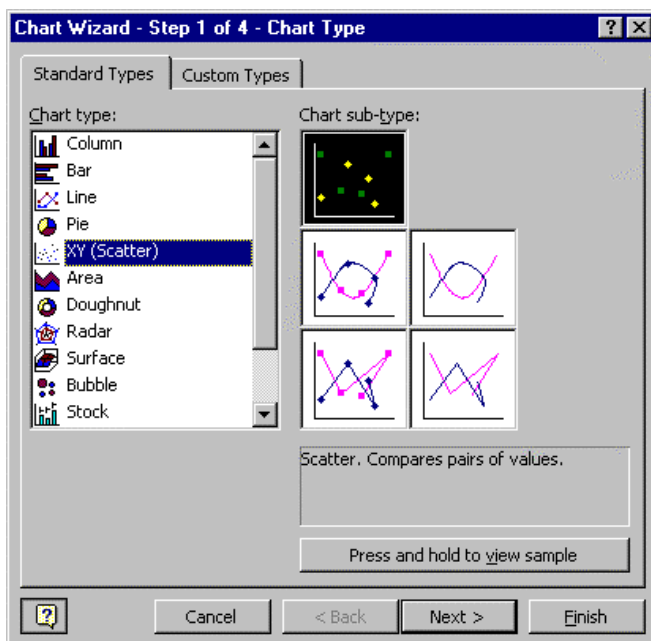 Chart Wizard - Step 1 of 4 - Chart Type
Standard Types Custom Types
Chart type:
Column
Bar
Line
Pie
XY (Scatter)
Area
Doughnut
Radar
Surface
Bubble
Stock
Chart sub-type:
Scatter. Compares pairs of values.
Press and hold to view sample
Cancel < Back Next > Finish